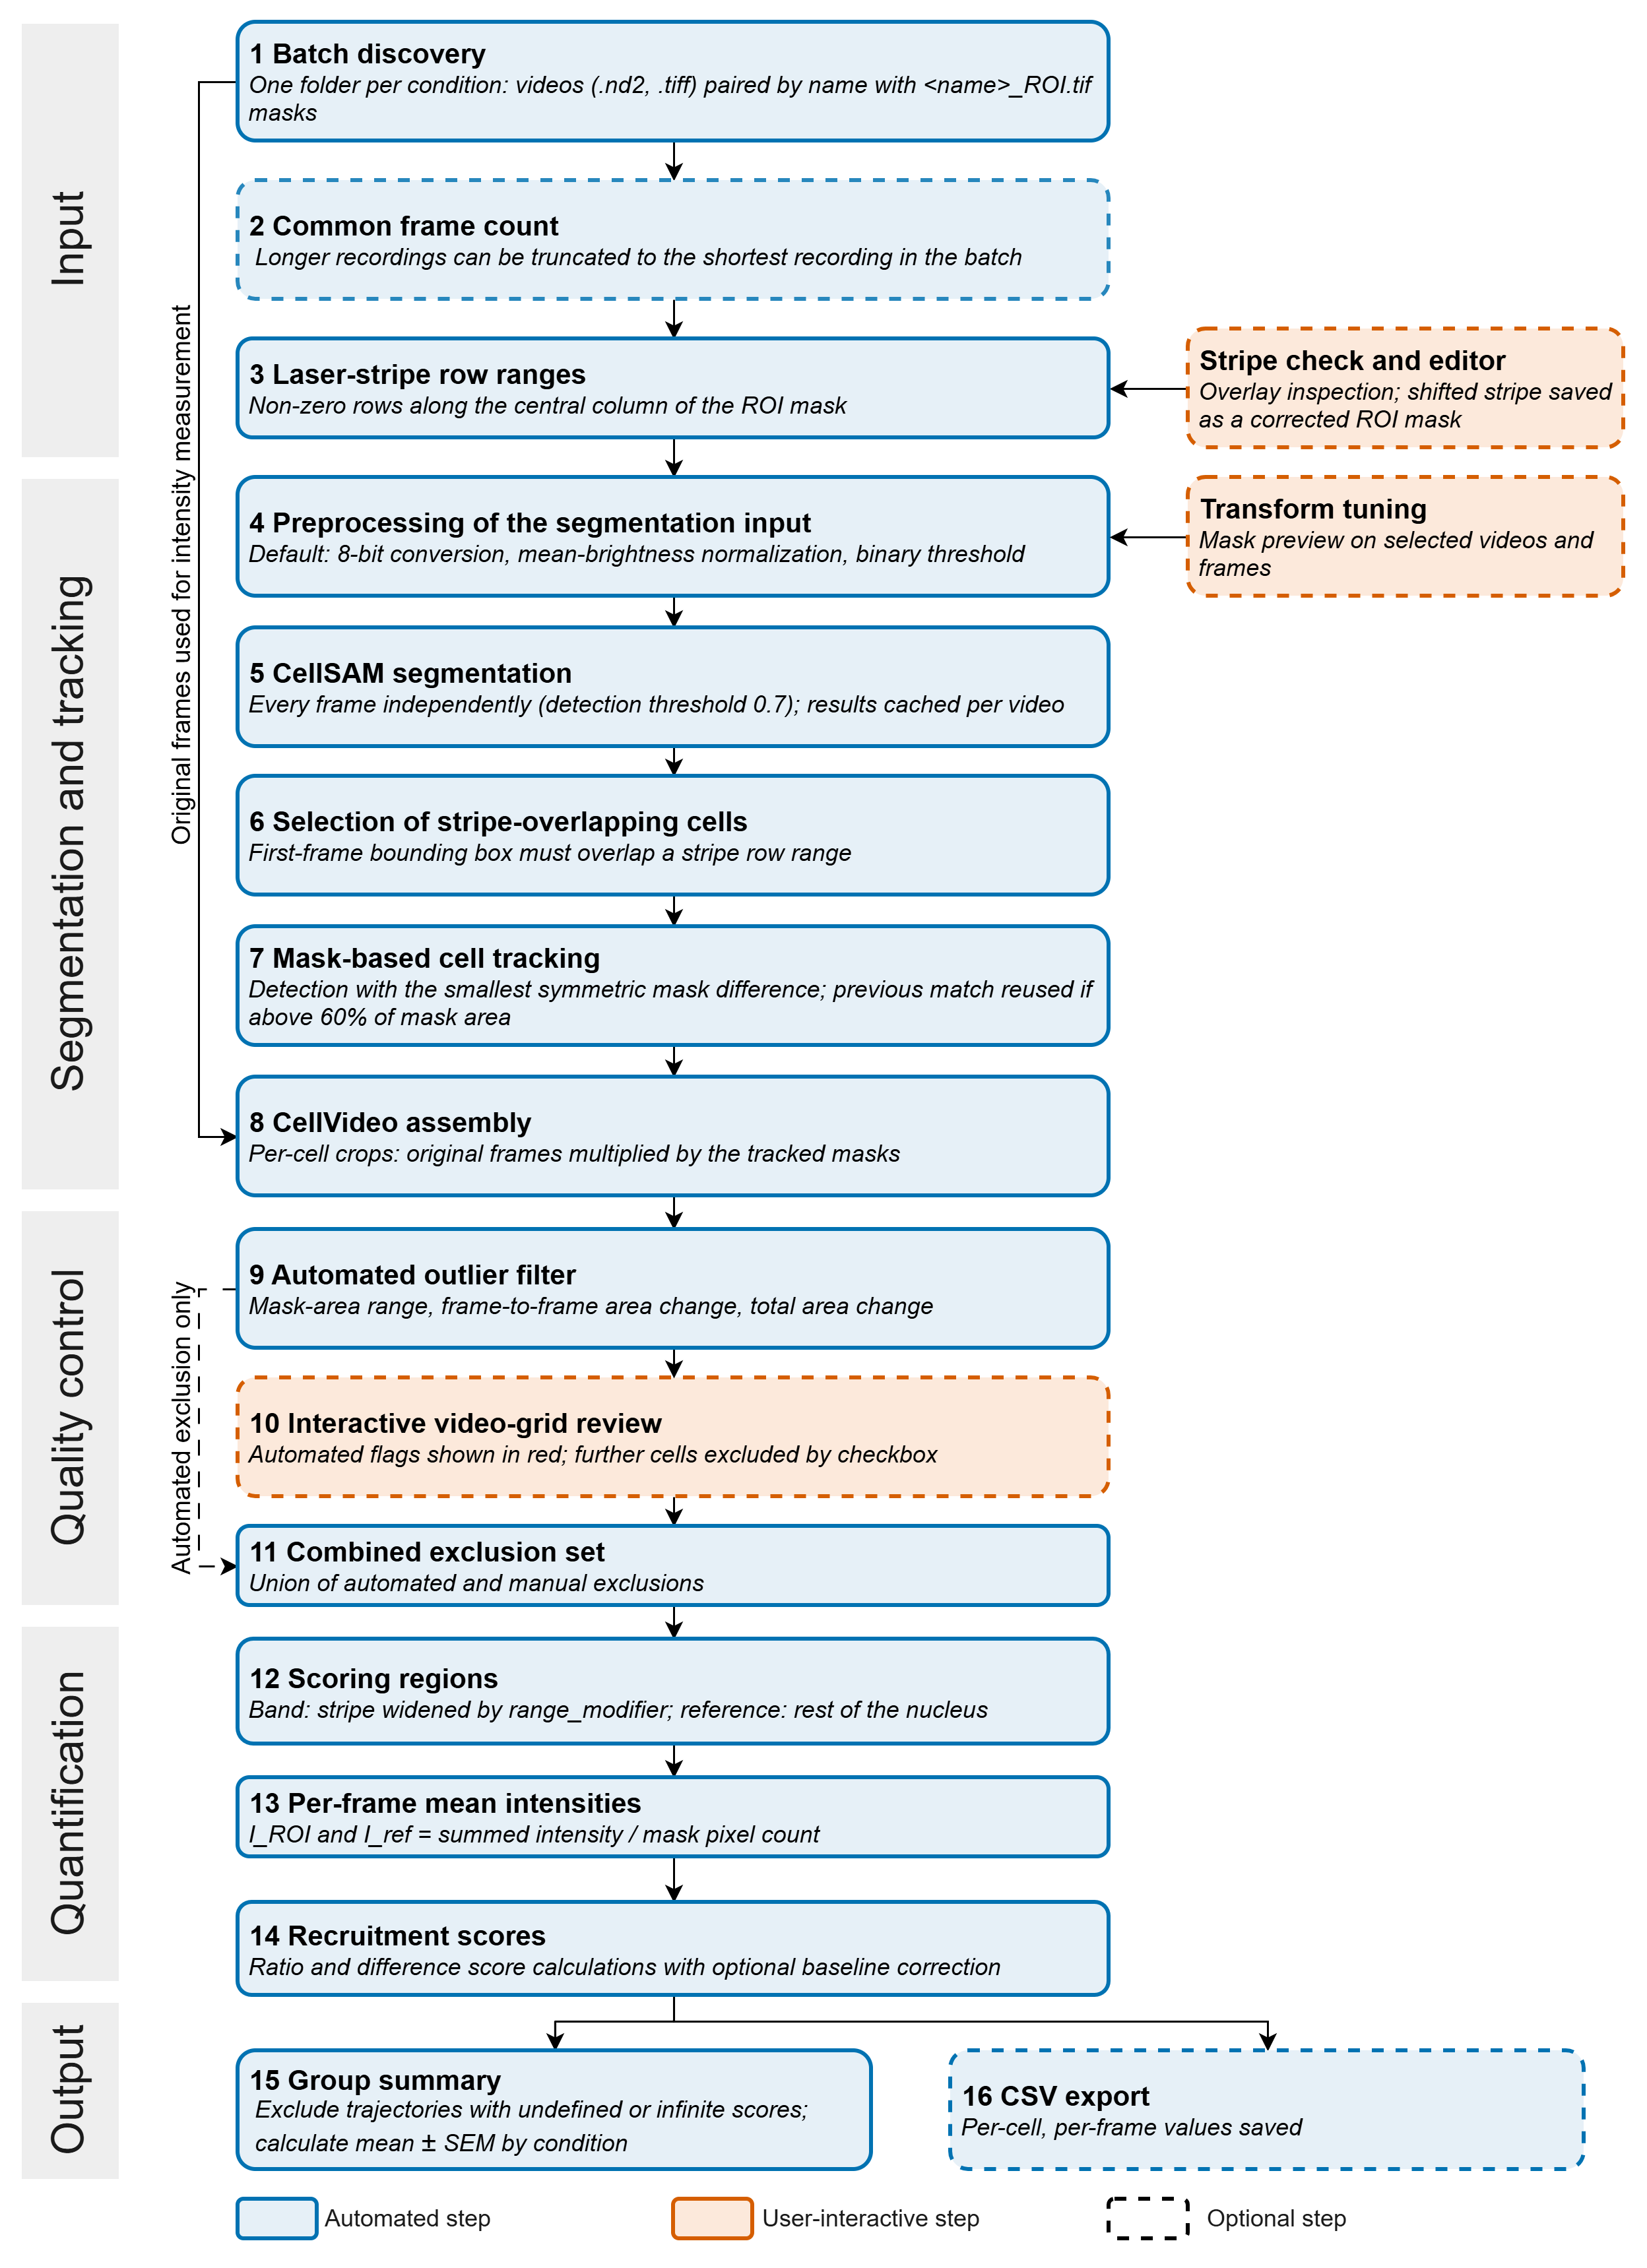 Input
1 Batch discovery
One folder per condition: videos (.nd2, .tiff) paired by name with <name>_ROI.tif
masks
2 Common frame count
Longer recordings can be truncated to the shortest recording in the batch
3 Laser-stripe row ranges
Non-zero rows along the central column of the ROI mask
Stripe check and editor
Overlay inspection; shifted stripe saved
as a corrected ROI mask
Original frames used for intensity measurement
Segmentation and tracking
4 Preprocessing of the segmentation input
Default: 8-bit conversion, mean-brightness normalization, binary threshold
Transform tuning
Mask preview on selected videos and
frames
5 CellSAM segmentation
Every frame independently (detection threshold 0.7); results cached per video
6 Selection of stripe-overlapping cells
First-frame bounding box must overlap a stripe row range
7 Mask-based cell tracking
Detection with the smallest symmetric mask difference; previous match reused if
above 60% of mask area
8 CellVideo assembly
Per-cell crops: original frames multiplied by the tracked masks
Quality control
9 Automated outlier filter
Mask-area range, frame-to-frame area change, total area change
Automated exclusion only
10 Interactive video-grid review
Automated flags shown in red; further cells excluded by checkbox
11 Combined exclusion set
Union of automated and manual exclusions
Quantification
12 Scoring regions
Band: stripe widened by range_modifier; reference: rest of the nucleus
13 Per-frame mean intensities
I_ROI and I_ref = summed intensity / mask pixel count
14 Recruitment scores
Ratio and difference score calculations with optional baseline correction
Output
15 Group summary
Exclude trajectories with undefined or infinite scores;
calculate mean ± SEM by condition
16 CSV export
Per-cell, per-frame values saved
Automated step
User-interactive step
Optional step